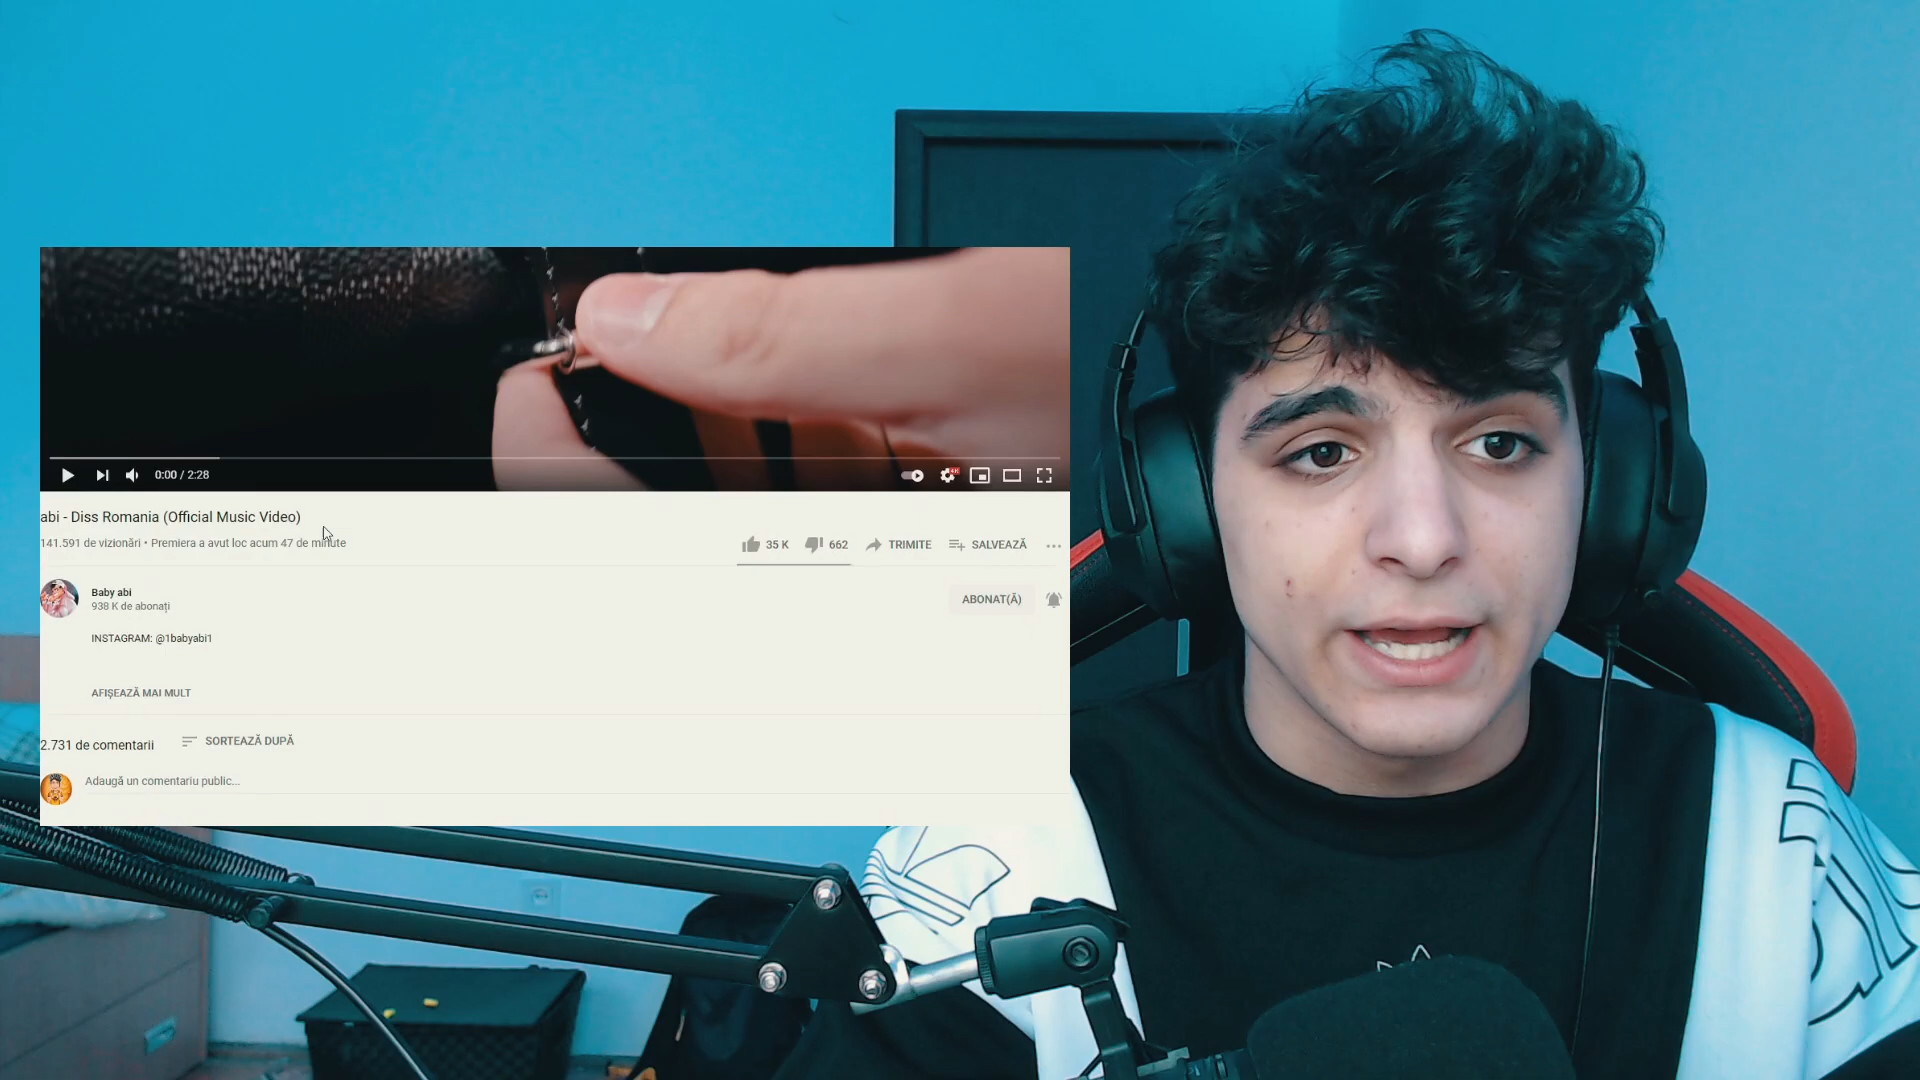 0:00 / 2:28
4K
abi - Diss Romania (Official Music Video)
141.591 de vizionări • Premiera a avut loc acum 47 de minute
35 K 662 TRIMITE SALVEAZĂ
Baby abi
938 K de abonați
ABONAT(Ă)
INSTAGRAM: @1babyabi1
AFIȘEAZĂ MAI MULT
2.731 de comentarii SORTEAZĂ DUPĂ
Adaugă un comentariu public...